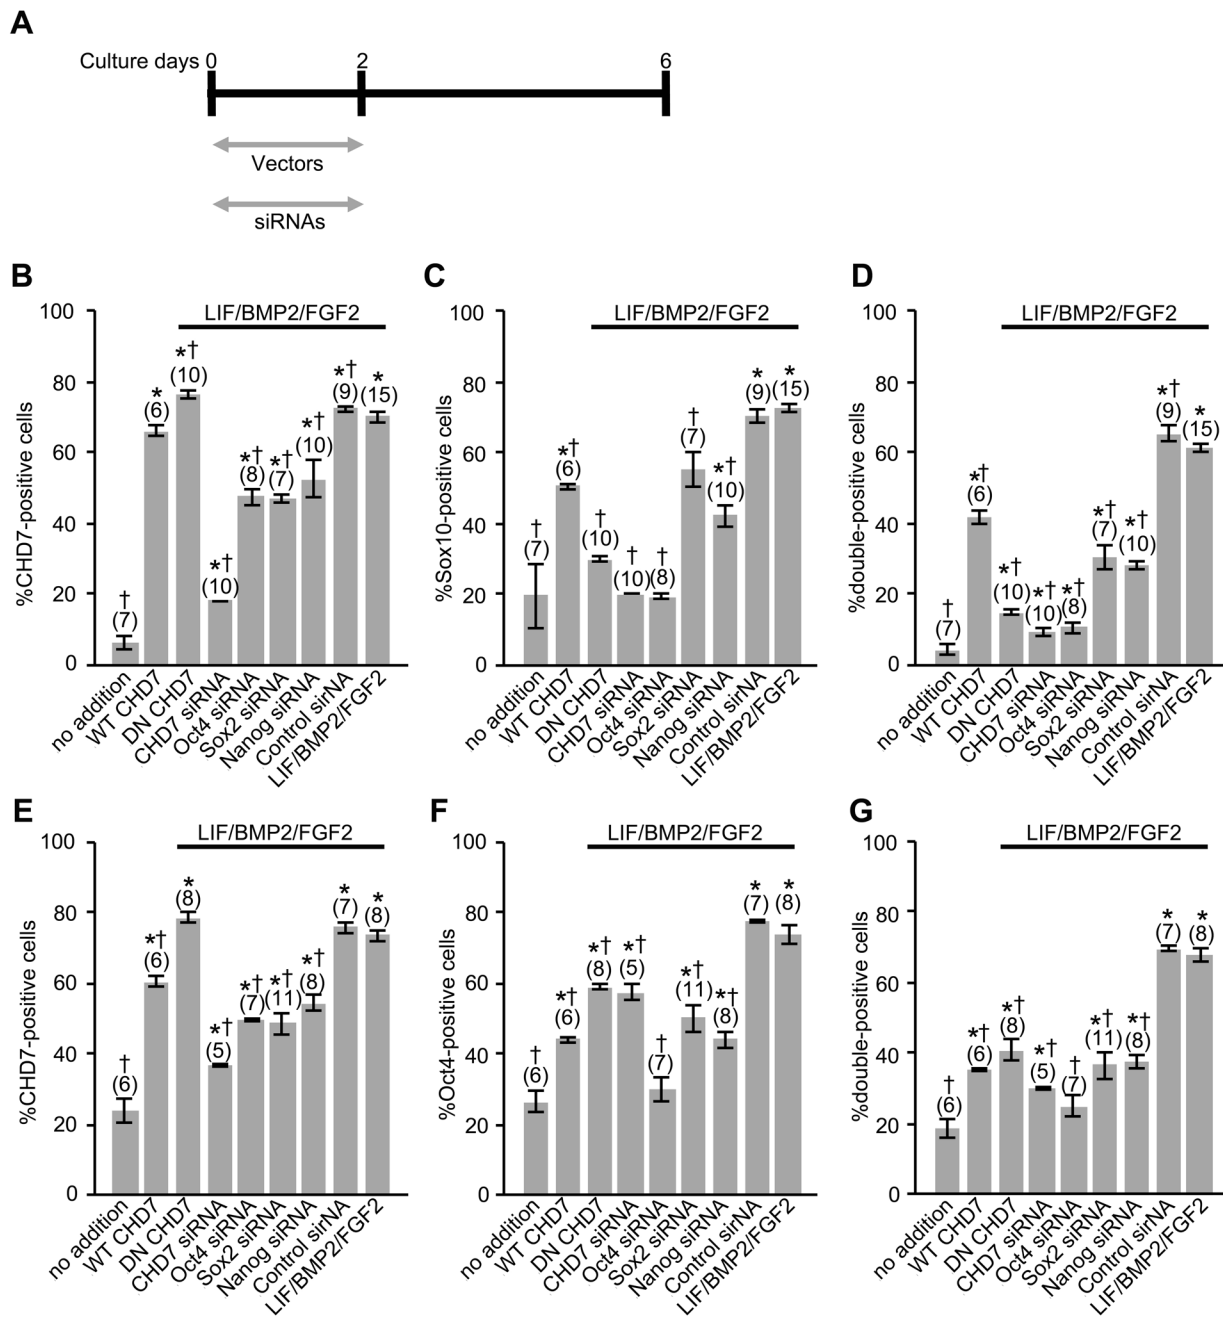 A
Culture days 0 2 6
Vectors
siRNAs
B
LIF/BMP2/FGF2
%CHD7-positive cells
100
80
60
40
20
0
†
(7)
*
(6)
*†
(10)
*†
(10)
*†
(8)
*†
(7)
*†
(10)
*†
(9)
*
(15)
no addition
WT CHD7
DN CHD7
CHD7 siRNA
Oct4 siRNA
Sox2 siRNA
Nanog siRNA
Control sirNA
LIF/BMP2/FGF2
C
LIF/BMP2/FGF2
%Sox10-positive cells
100
80
60
40
20
0
†
(7)
*†
(6)
†
(10)
†
(10)
†
(8)
†
(7)
*†
(10)
*
(9)
*
(15)
no addition
WT CHD7
DN CHD7
CHD7 siRNA
Oct4 siRNA
Sox2 siRNA
Nanog siRNA
Control sirNA
LIF/BMP2/FGF2
D
LIF/BMP2/FGF2
%double-positive cells
100
80
60
40
20
0
†
(7)
*†
(6)
*†
(10)
*†
(10)
*†
(8)
*†
(7)
*†
(10)
*†
(9)
*
(15)
no addition
WT CHD7
DN CHD7
CHD7 siRNA
Oct4 siRNA
Sox2 siRNA
Nanog siRNA
Control sirNA
LIF/BMP2/FGF2
E
LIF/BMP2/FGF2
%CHD7-positive cells
100
80
60
40
20
0
†
(6)
*†
(6)
*
(8)
*†
(5)
*†
(7)
*†
(11)
*†
(8)
*
(7)
*
(8)
no addition
WT CHD7
DN CHD7
CHD7 siRNA
Oct4 siRNA
Sox2 siRNA
Nanog siRNA
Control sirNA
LIF/BMP2/FGF2
F
LIF/BMP2/FGF2
%Oct4-positive cells
100
80
60
40
20
0
†
(6)
*†
(6)
*†
(8)
*†
(5)
†
(7)
*†
(11)
*†
(8)
*
(7)
*
(8)
no addition
WT CHD7
DN CHD7
CHD7 siRNA
Oct4 siRNA
Sox2 siRNA
Nanog siRNA
Control sirNA
LIF/BMP2/FGF2
G
LIF/BMP2/FGF2
%double-positive cells
100
80
60
40
20
0
†
(6)
*†
(6)
*†
(8)
*†
(5)
†
(7)
*†
(11)
*†
(8)
*
(7)
*
(8)
no addition
WT CHD7
DN CHD7
CHD7 siRNA
Oct4 siRNA
Sox2 siRNA
Nanog siRNA
Control sirNA
LIF/BMP2/FGF2